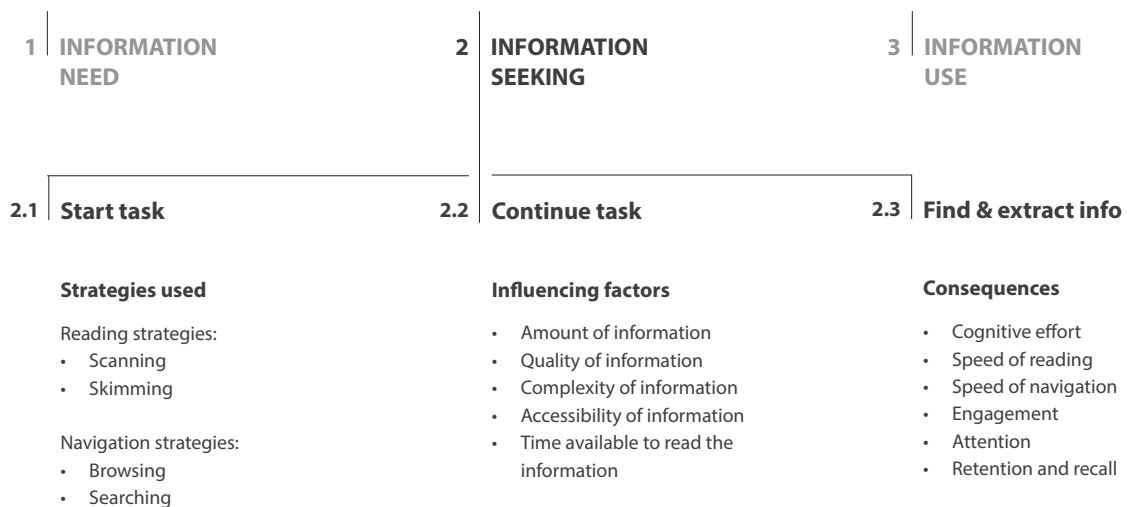 1 INFORMATION
NEED
2 INFORMATION
SEEKING
3 INFORMATION
USE
2.1 Start task
Strategies used
Reading strategies:
• Scanning
• Skimming
Navigation strategies:
• Browsing
• Searching
2.2 Continue task
Influencing factors
• Amount of information
• Quality of information
• Complexity of information
• Accessibility of information
• Time available to read the
information
2.3 Find & extract info
Consequences
• Cognitive effort
• Speed of reading
• Speed of navigation
• Engagement
• Attention
• Retention and recall